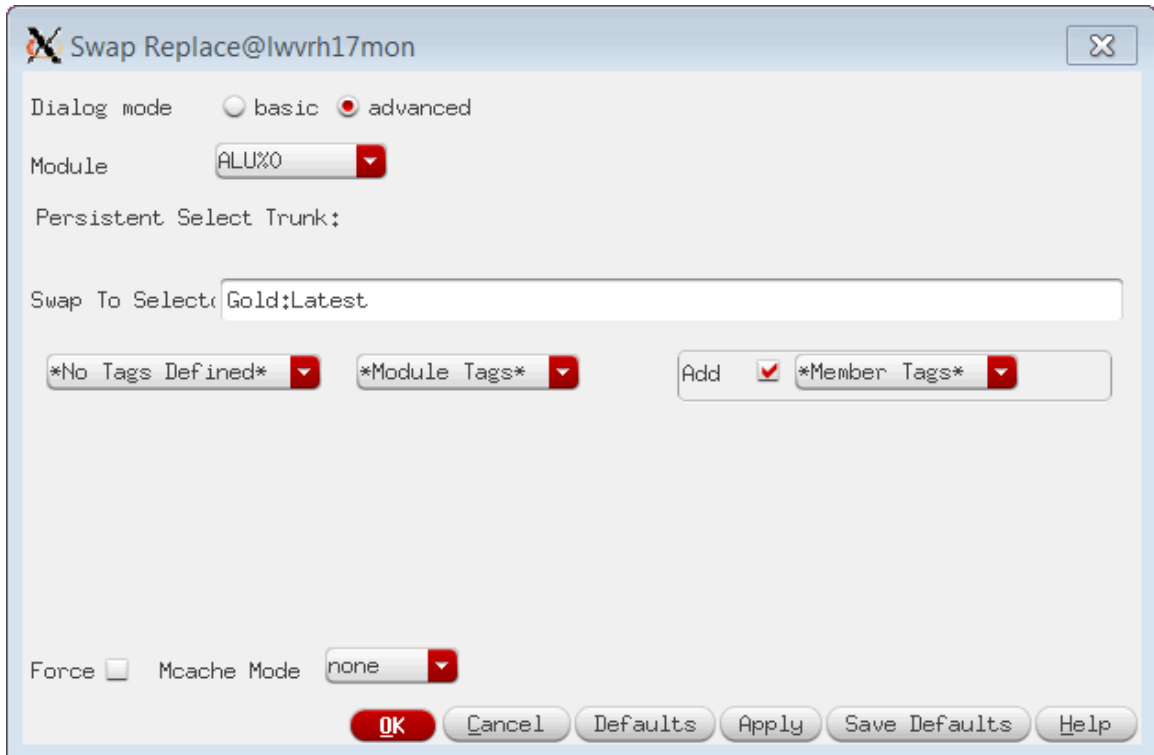 Swap Replace@lwvrh17mon
Dialog mode basic advanced
Module ALU%0
Persistent Select Trunk:
Swap To Select Gold:Latest
*No Tags Defined* *Module Tags* Add *Member Tags*
Force Mcache Mode none
OK Cancel Defaults Apply Save Defaults Help